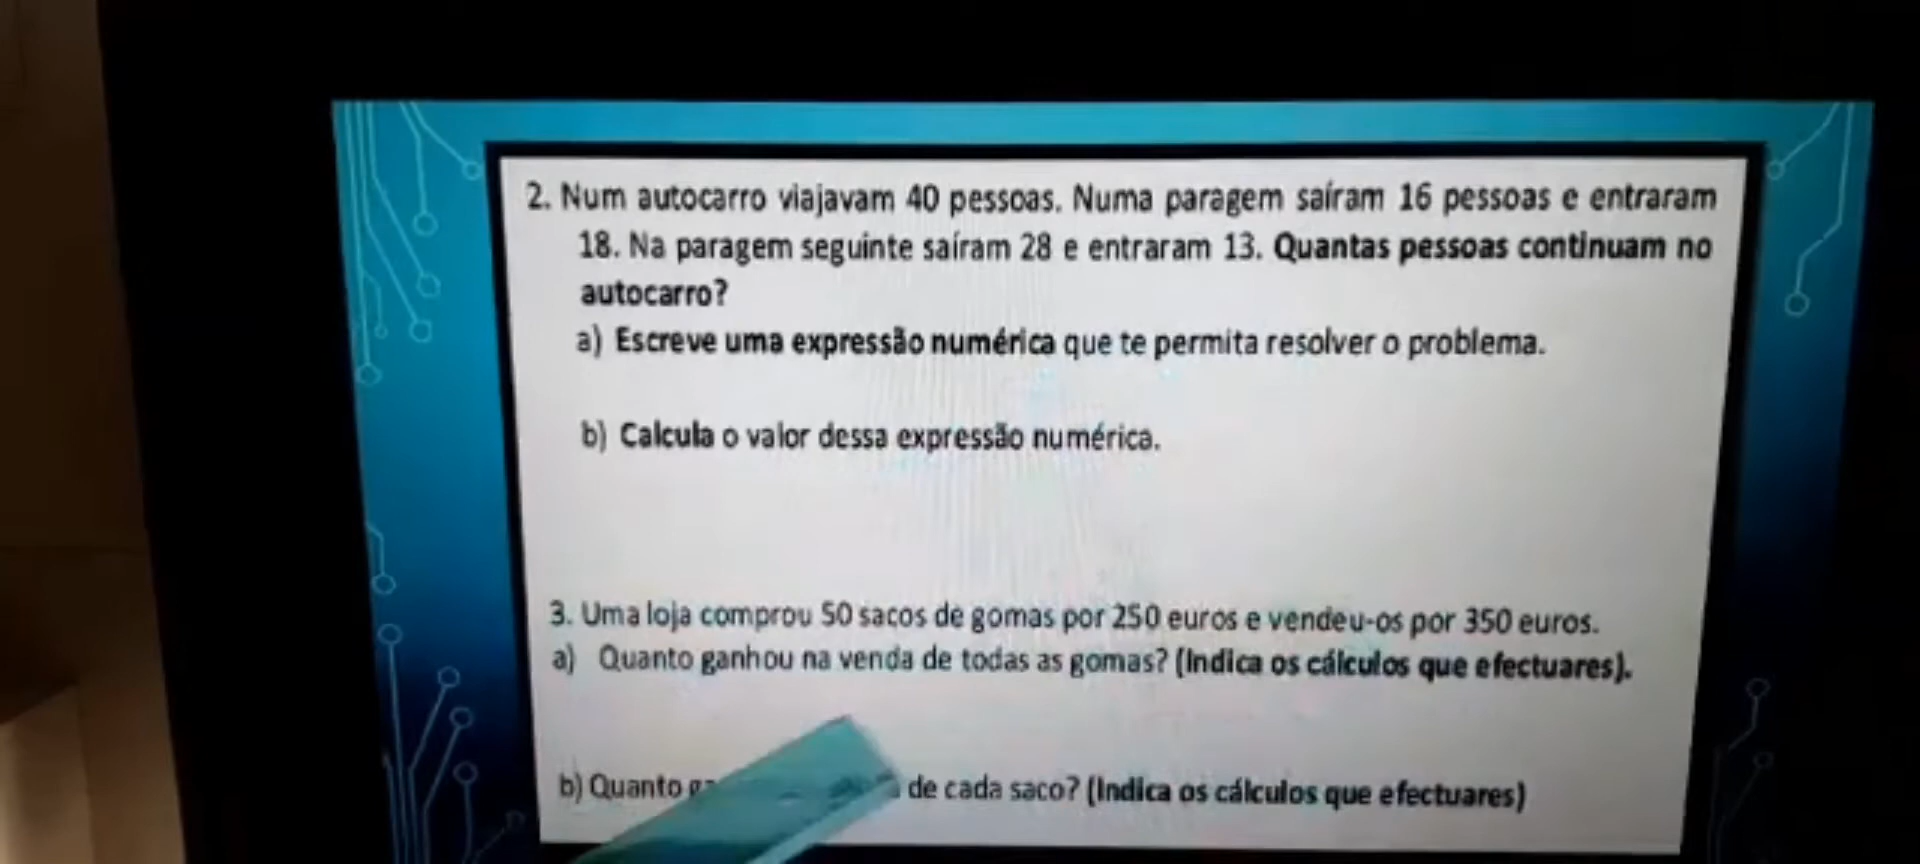 2. Num autocarro viajavam 40 pessoas. Numa paragem saíram 16 pessoas e entraram
18. Na paragem seguinte saíram 28 e entraram 13. Quantas pessoas continuam no
autocarro?
a) Escreve uma expressão numérica que te permita resolver o problema.
b) Calcula o valor dessa expressão numérica.
3. Uma loja comprou 50 sacos de gomas por 250 euros e vendeu-os por 350 euros.
a) Quanto ganhou na venda de todas as gomas? (Indica os cálculos que efectuares).
b) Quanto de cada saco? (Indica os cálculos que efectuares)